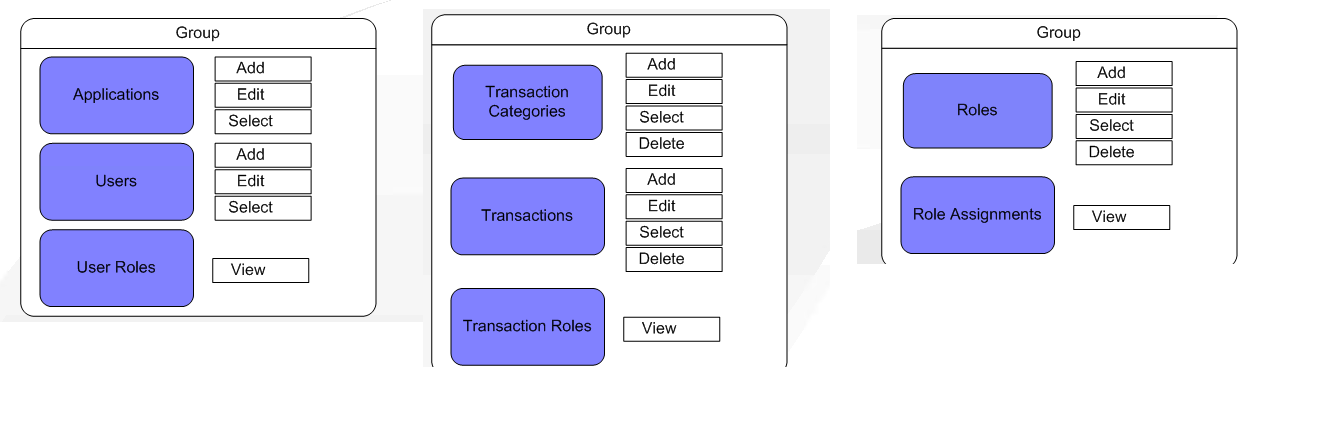 Group
Applications
Add
Edit
Select
Users
Add
Edit
Select
User Roles
View
Group
Transaction
Categories
Add
Edit
Select
Delete
Transactions
Add
Edit
Select
Delete
Transaction Roles
View
Group
Roles
Add
Edit
Select
Delete
Role Assignments
View